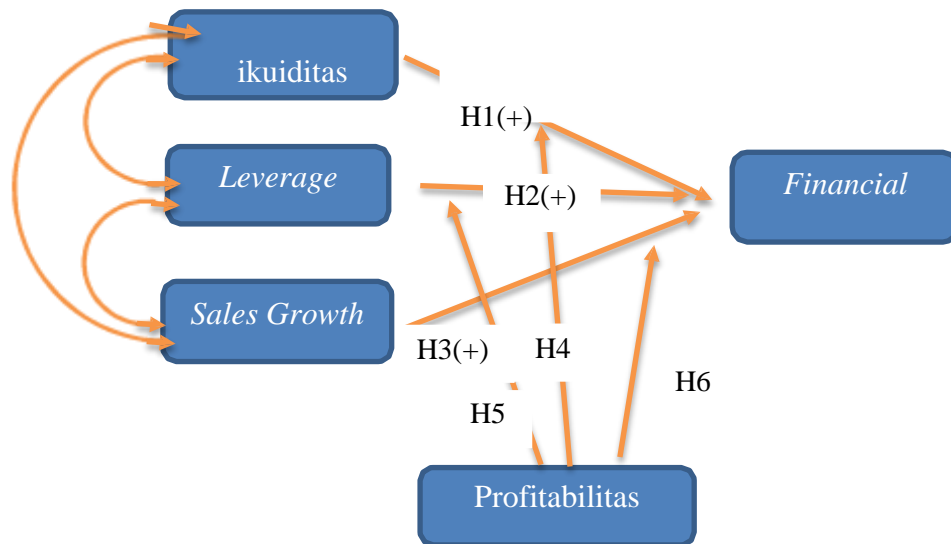 ikuiditas
H1(+)
Leverage
H2(+)
Financial
Sales Growth
H3(+)
H4
H5
H6
Profitabilitas